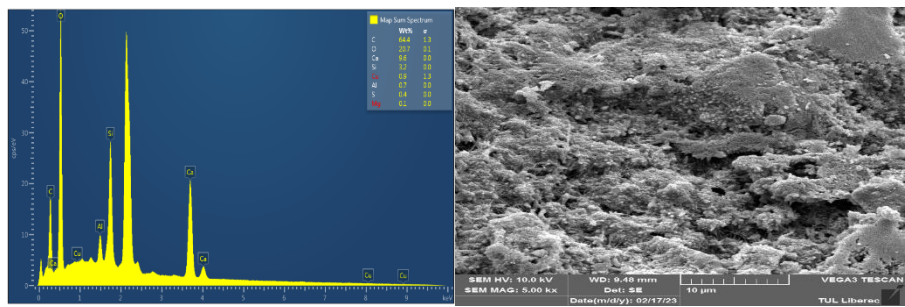 Map Sum Spectrum
Wt% σ
C 64.4 1.3
O 20.7 0.1
Ca 9.6 0.0
Si 3.2 0.0
Cu 0.9 1.3
Al 0.7 0.0
S 0.4 0.0
Mg 0.1 0.0
50
40
30
20
10
0
cps/eV
O
C
Ca
Cu
Al
Si
Ca
Ca
Cu
Cu
0 1 2 3 4 5 6 7 8 9 keV
SEM HV: 10.0 kV WD: 9.48 mm VEGA3 TESCAN
SEM MAG: 5.00 kx Det: SE 10 µm
Date(m/d/y): 02/17/23 TUL Liberec